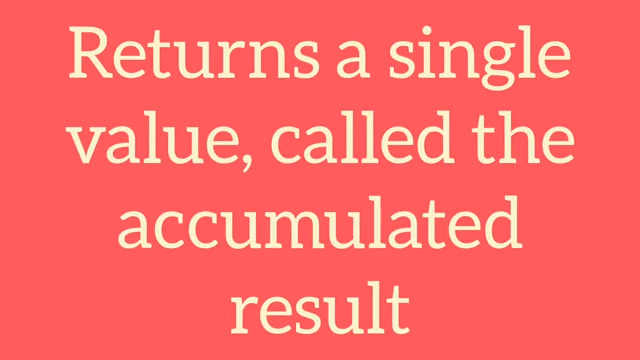 Returns a single
value, called the
accumulated
result